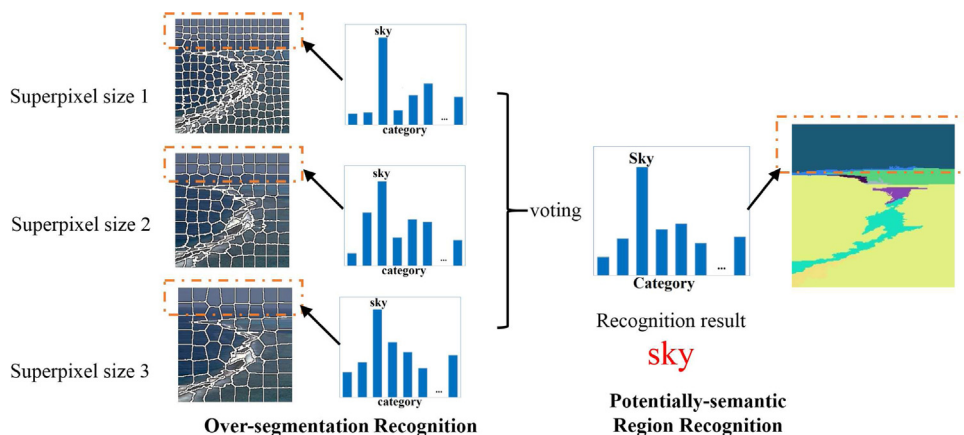 sky
Superpixel size 1
...
category
sky
Superpixel size 2
...
category
sky
Superpixel size 3
...
category
Over-segmentation Recognition
voting
Sky
...
Category
Recognition result
sky
Potentially-semantic
Region Recognition